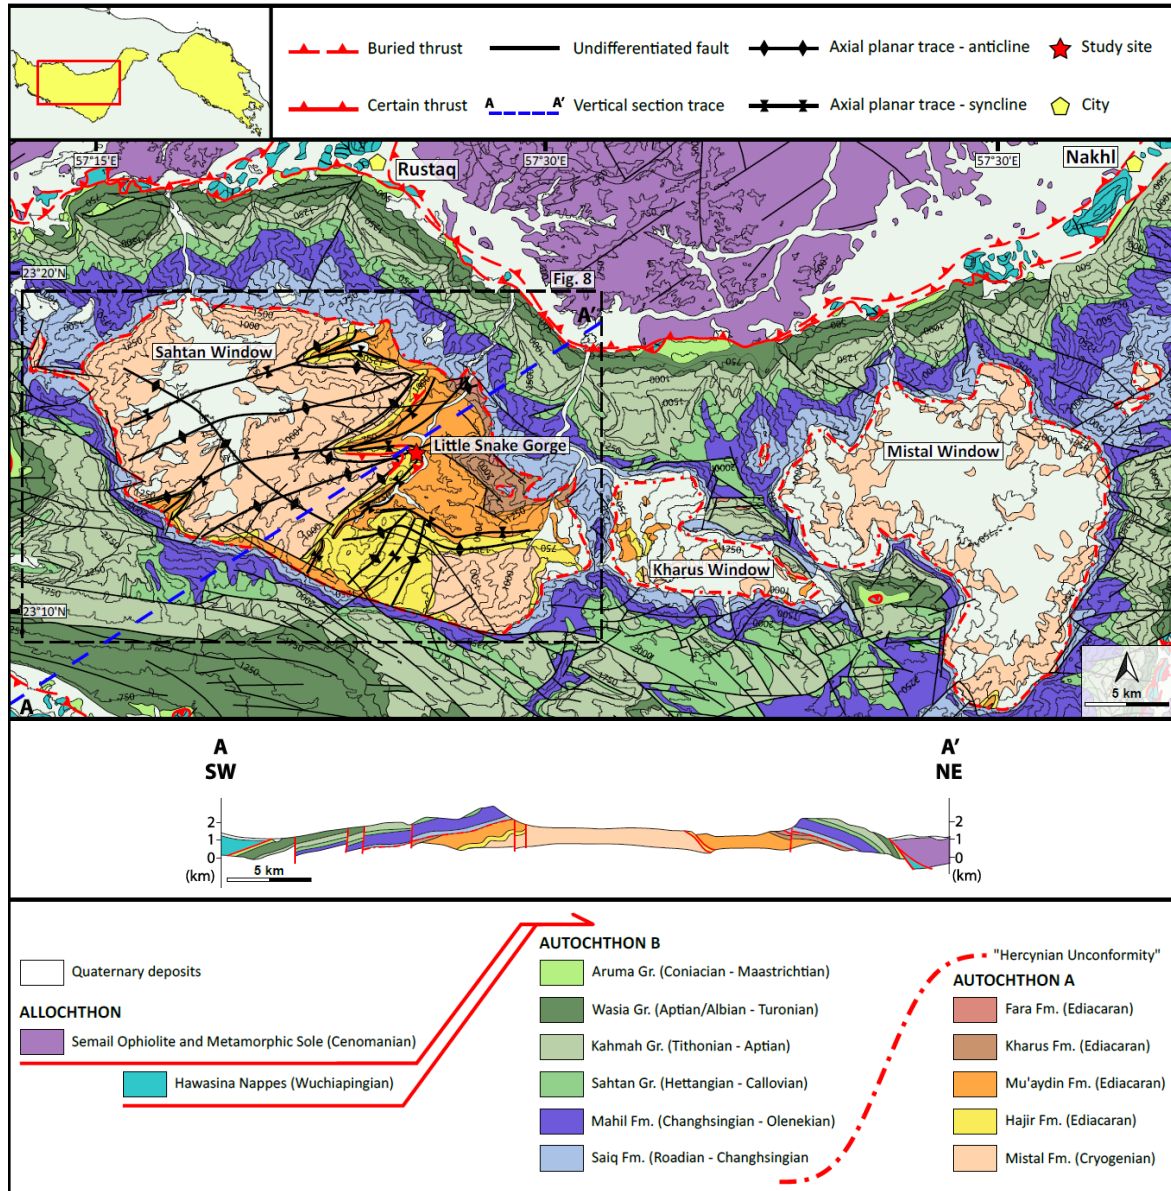 Buried thrust
Undifferentiated fault
Axial planar trace - anticline
Study site
Certain thrust
A A'
Vertical section trace
Axial planar trace - syncline
City
57°15'E
57°30'E
57°30'E
Rustaq
Nakhl
23°20'N
Fig. 8
A'
Sahtan Window
Little Snake Gorge
Mistal Window
Kharus Window
23°10'N
A
5 km
A
SW
A'
NE
2
1
0
(km)
5 km
2
1
0
(km)
Quaternary deposits
ALLOCHTHON
Semail Ophiolite and Metamorphic Sole (Cenomanian)
Hawasina Nappes (Wuchiapingian)
AUTOCHTHON B
Aruma Gr. (Coniacian - Maastrichtian)
Wasia Gr. (Aptian/Albian - Turonian)
Kahmah Gr. (Tithonian - Aptian)
Sahtan Gr. (Hettangian - Callovian)
Mahil Fm. (Changhsingian - Olenekian)
Saiq Fm. (Roadian - Changhsingian
"Hercynian Unconformity"
AUTOCHTHON A
Fara Fm. (Ediacaran)
Kharus Fm. (Ediacaran)
Mu'aydin Fm. (Ediacaran)
Hajir Fm. (Ediacaran)
Mistal Fm. (Cryogenian)